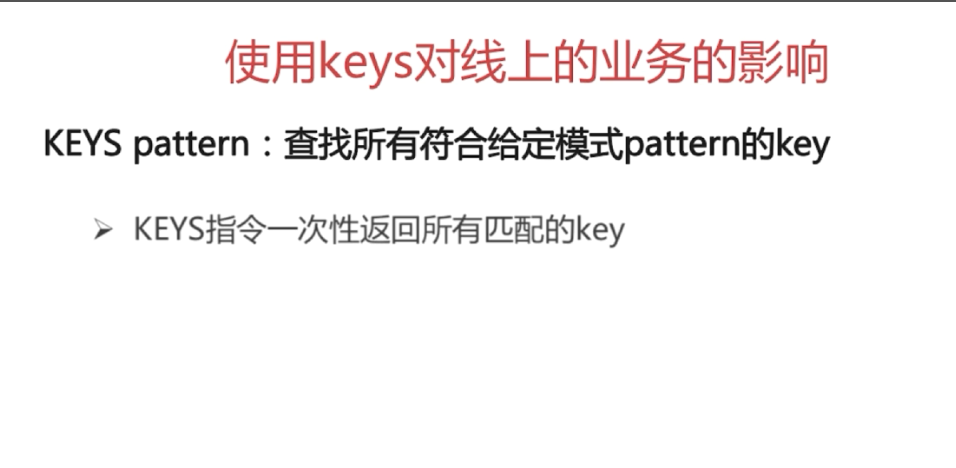 使用keys对线上的业务的影响
KEYS pattern：查找所有符合给定模式pattern的key
➢ KEYS指令一次性返回所有匹配的key